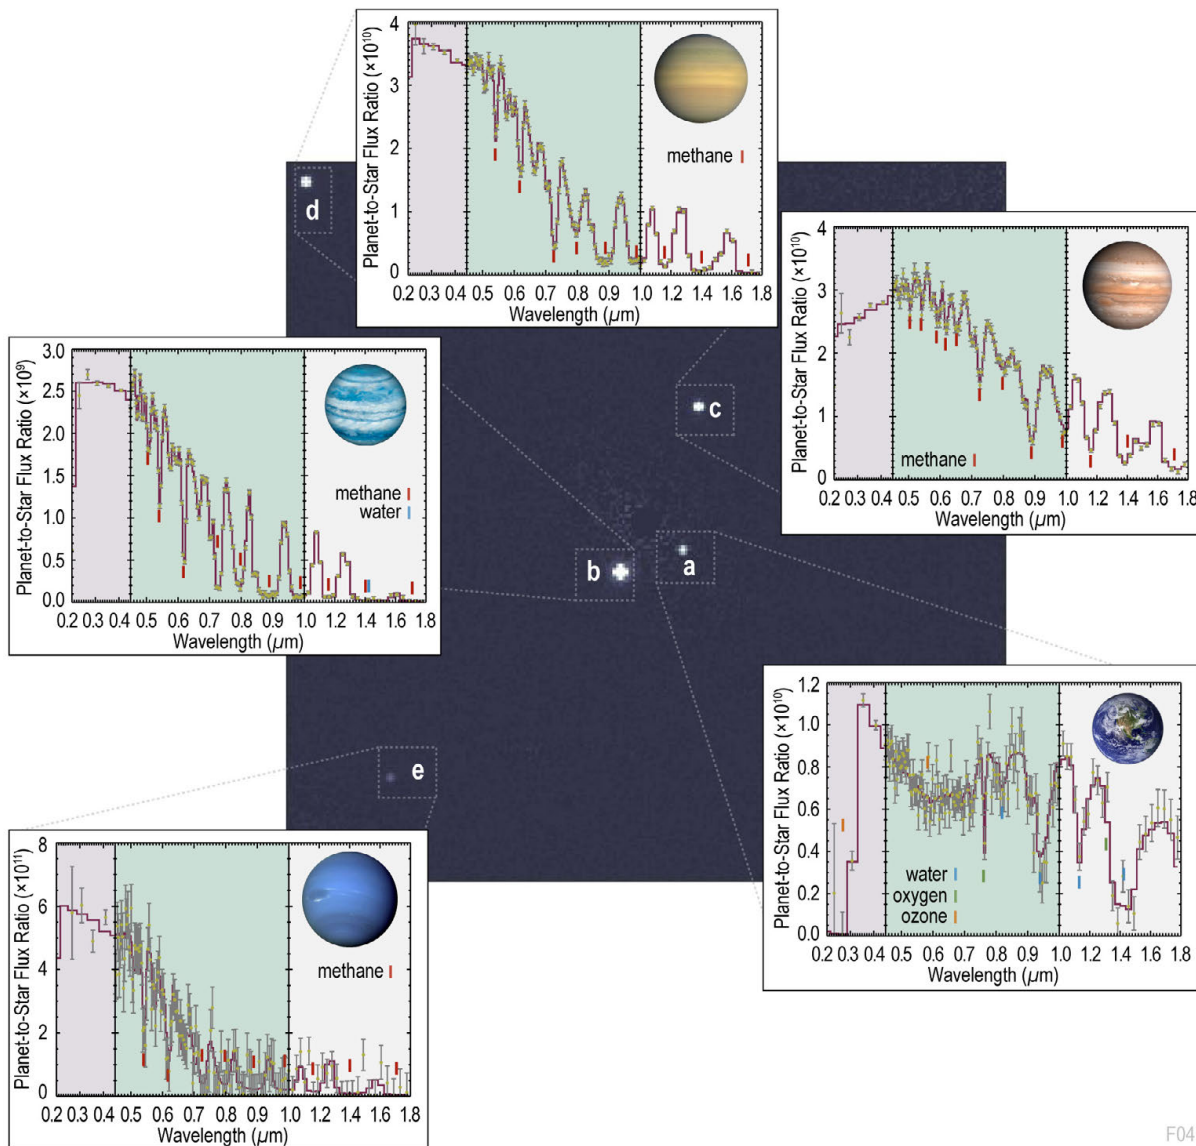 Planet-to-Star Flux Ratio (×10¹⁰)
4
3
2
1
0
methane
0.2 0.3 0.4 0.5 0.6 0.7 0.8 0.9 1.0 1.2 1.4 1.6 1.8
Wavelength (µm)
d
Planet-to-Star Flux Ratio (×10¹⁰)
4
3
2
1
0
methane
0.2 0.3 0.4 0.5 0.6 0.7 0.8 0.9 1.0 1.2 1.4 1.6 1.8
Wavelength (µm)
c
Planet-to-Star Flux Ratio (×10⁹)
3.0
2.5
2.0
1.5
1.0
0.5
0.0
methane
water
0.2 0.3 0.4 0.5 0.6 0.7 0.8 0.9 1.0 1.2 1.4 1.6 1.8
Wavelength (µm)
b
a
Planet-to-Star Flux Ratio (×10¹⁰)
1.2
1.0
0.8
0.6
0.4
0.2
0.0
water
oxygen
ozone
0.2 0.3 0.4 0.5 0.6 0.7 0.8 0.9 1.0 1.2 1.4 1.6 1.8
Wavelength (µm)
e
Planet-to-Star Flux Ratio (×10¹¹)
8
6
4
2
0
methane
0.2 0.3 0.4 0.5 0.6 0.7 0.8 0.9 1.0 1.2 1.4 1.6 1.8
Wavelength (µm)
F04